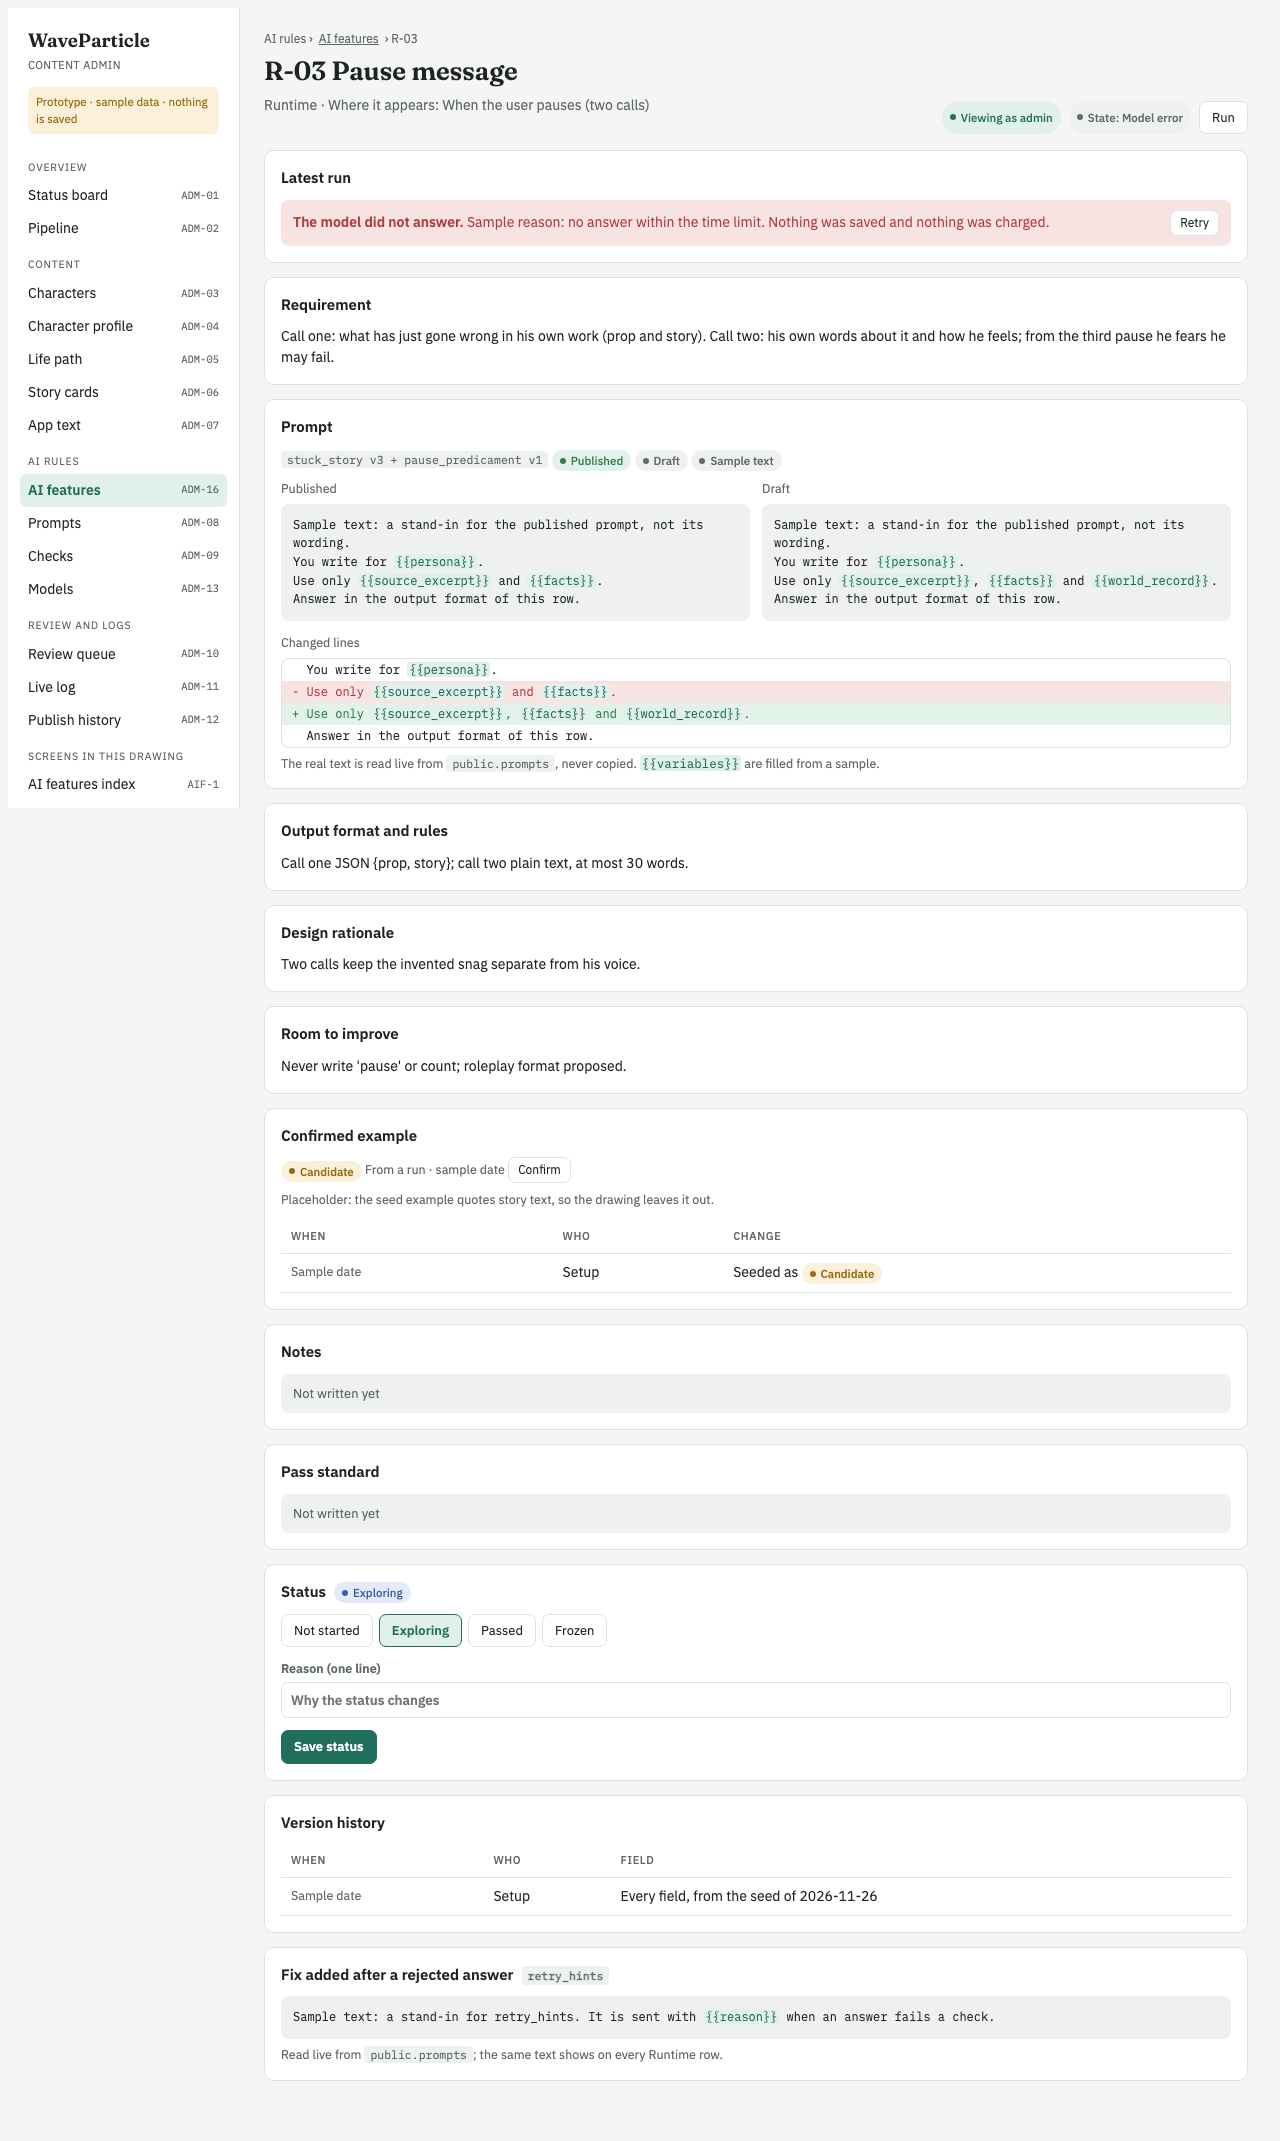 WaveParticle
CONTENT ADMIN
Prototype · sample data · nothing
is saved
OVERVIEW
Status board ADM-01
Pipeline ADM-02
CONTENT
Characters ADM-03
Character profile ADM-04
Life path ADM-05
Story cards ADM-06
App text ADM-07
AI RULES
AI features ADM-16
Prompts ADM-08
Checks ADM-09
Models ADM-13
REVIEW AND LOGS
Review queue ADM-10
Live log ADM-11
Publish history ADM-12
SCREENS IN THIS DRAWING
AI features index AIF-1
AI rules › AI features › R-03
R-03 Pause message
Runtime · Where it appears: When the user pauses (two calls)
Viewing as admin State: Model error Run
Latest run
The model did not answer. Sample reason: no answer within the time limit. Nothing was saved and nothing was charged. Retry
Requirement
Call one: what has just gone wrong in his own work (prop and story). Call two: his own words about it and how he feels; from the third pause he fears he
may fail.
Prompt
stuck_story v3 + pause_predicament v1 Published Draft Sample text
Published
Sample text: a stand-in for the published prompt, not its
wording.
You write for {{persona}}.
Use only {{source_excerpt}} and {{facts}}.
Answer in the output format of this row.
Draft
Sample text: a stand-in for the published prompt, not its
wording.
You write for {{persona}}.
Use only {{source_excerpt}}, {{facts}} and {{world_record}}.
Answer in the output format of this row.
Changed lines
You write for {{persona}}.
- Use only {{source_excerpt}} and {{facts}}.
+ Use only {{source_excerpt}}, {{facts}} and {{world_record}}.
Answer in the output format of this row.
The real text is read live from public.prompts, never copied. {{variables}} are filled from a sample.
Output format and rules
Call one JSON {prop, story}; call two plain text, at most 30 words.
Design rationale
Two calls keep the invented snag separate from his voice.
Room to improve
Never write 'pause' or count; roleplay format proposed.
Confirmed example
Candidate From a run · sample date Confirm
Placeholder: the seed example quotes story text, so the drawing leaves it out.
WHEN WHO CHANGE
Sample date Setup Seeded as Candidate
Notes
Not written yet
Pass standard
Not written yet
Status Exploring
Not started Exploring Passed Frozen
Reason (one line)
Why the status changes
Save status
Version history
WHEN WHO FIELD
Sample date Setup Every field, from the seed of 2026-11-26
Fix added after a rejected answer retry_hints
Sample text: a stand-in for retry_hints. It is sent with {{reason}} when an answer fails a check.
Read live from public.prompts; the same text shows on every Runtime row.